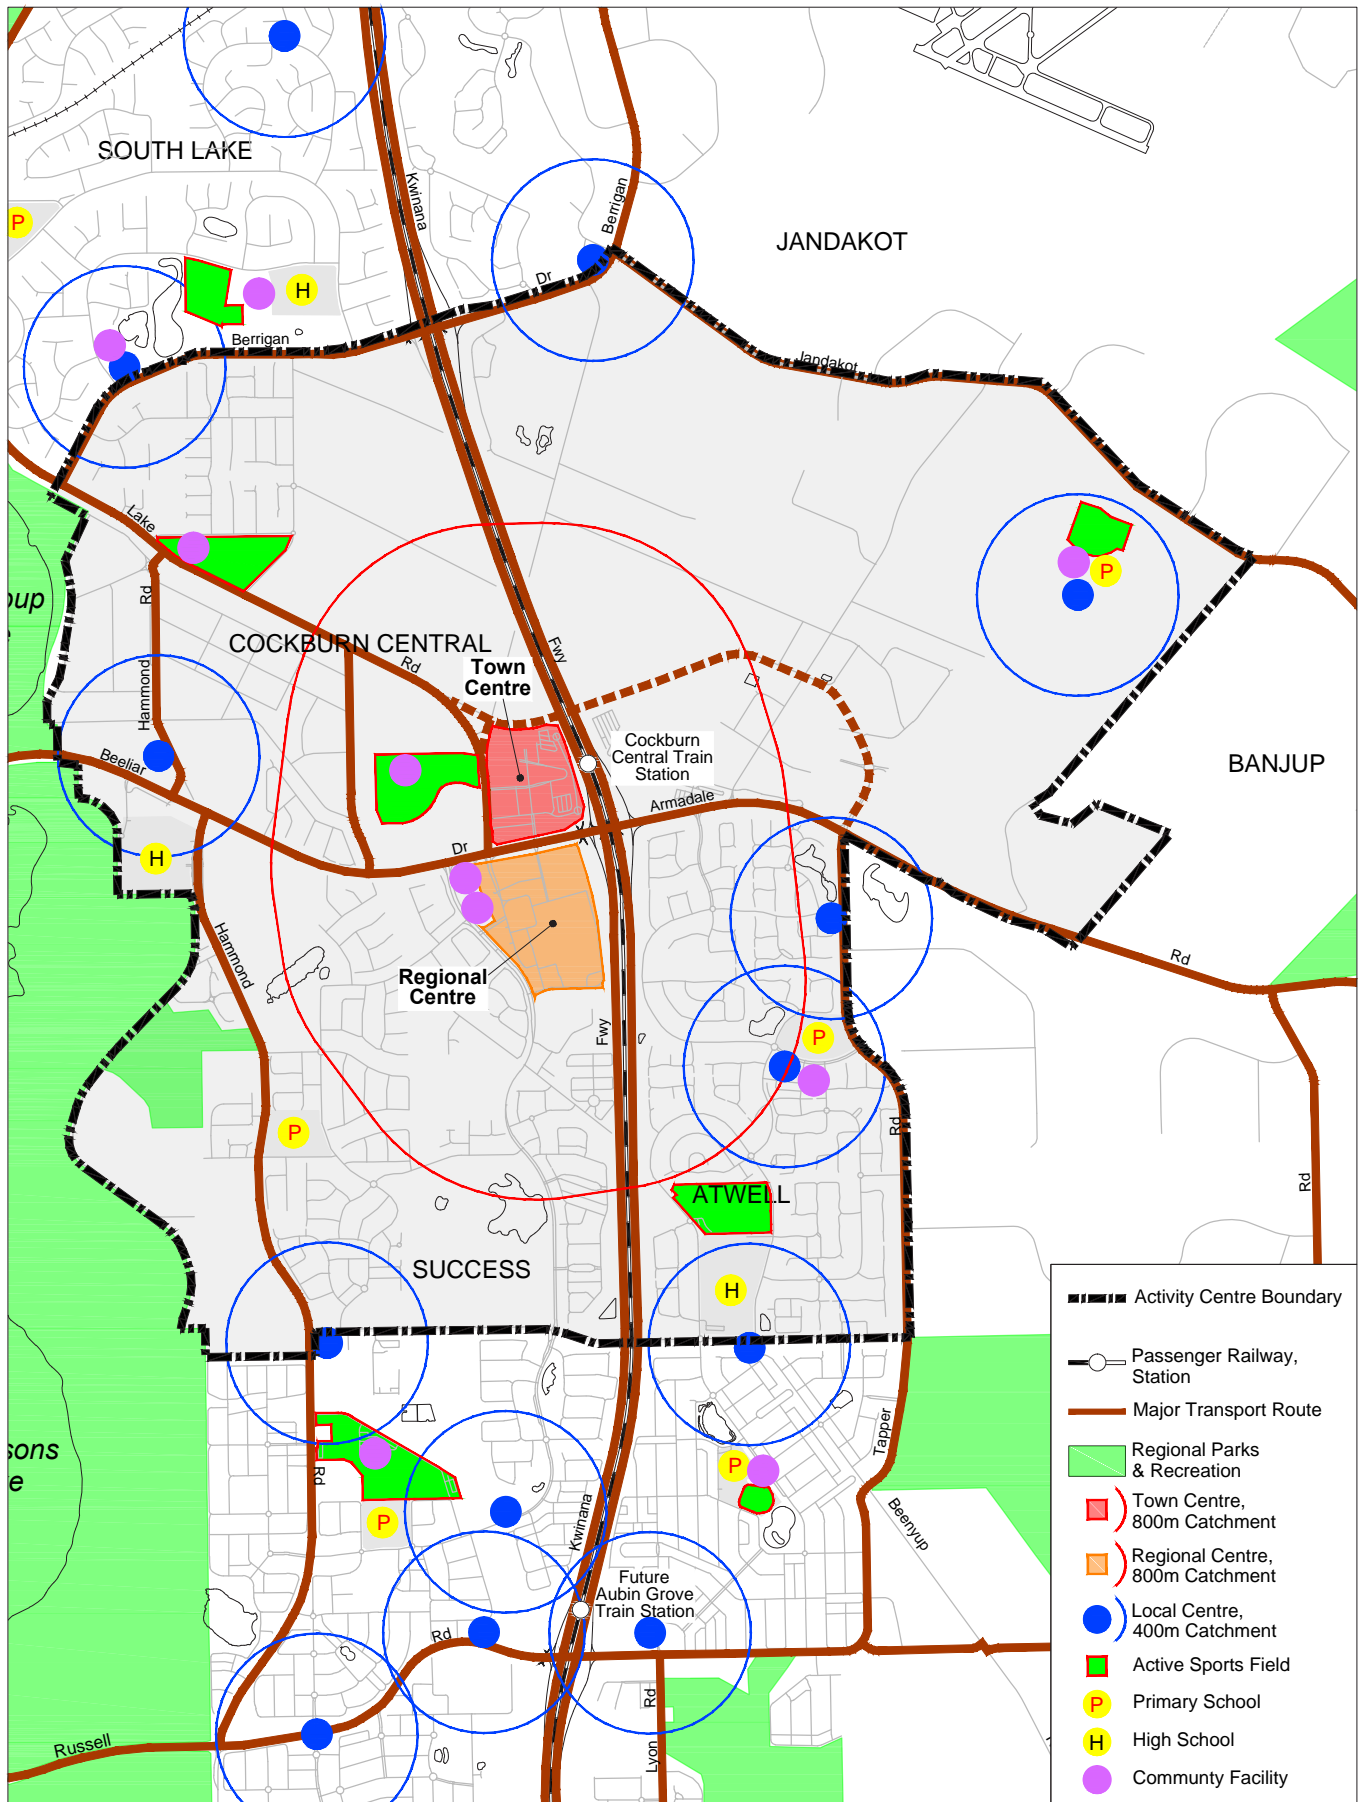 SOUTH LAKE
Kwinana
Berrigan
P
JANDAKOT
Dr
H
Berrigan
Jandakot
Lake
P
Rd
oup
COCKBURN CENTRAL
Rd
Fwy
Town
Centre
Hammond
Cockburn
Central Train
Station
Beeliar
BANJUP
Armadale
Dr
H
Hammond
Regional
Centre
Rd
Fwy
P
Rd
P
Rd
ATWELL
SUCCESS
H
Activity Centre Boundary
Passenger Railway,
Station
Major Transport Route
Tapper
sons
e
Regional Parks
& Recreation
P
Rd
Town Centre,
800m Catchment
Kwinana
Beenyup
P
Regional Centre,
800m Catchment
Future
Aubin Grove
Train Station
Local Centre,
400m Catchment
Rd
Active Sports Field
Rd
P Primary School
Russell
Lyon
H High School
Communty Facility